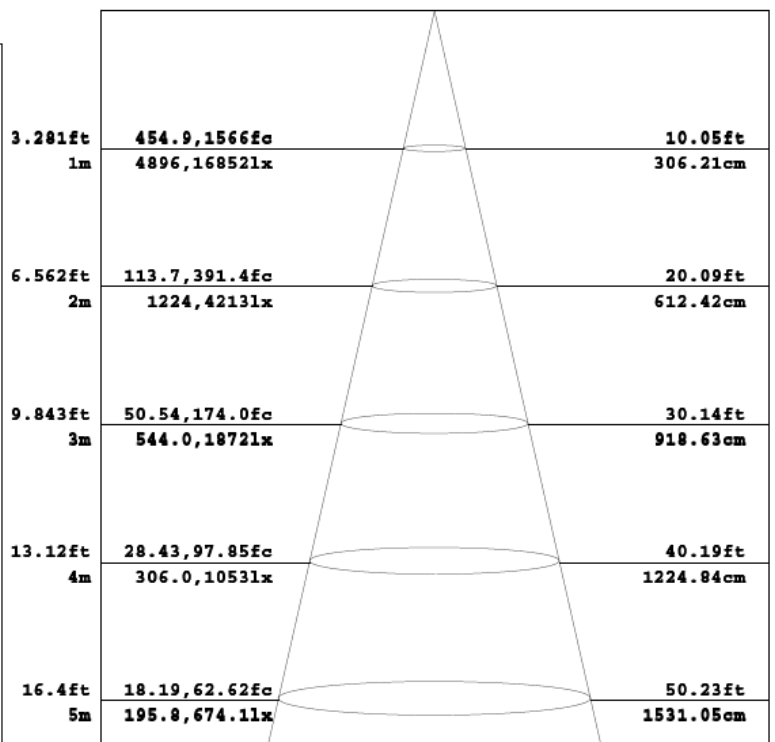 3.281ft 454.9,1566fc 10.05ft
1m 4896,16852lx 306.21cm
6.562ft 113.7,391.4fc 20.09ft
2m 1224,4213lx 612.42cm
9.843ft 50.54,174.0fc 30.14ft
3m 544.0,1872lx 918.63cm
13.12ft 28.43,97.85fc 40.19ft
4m 306.0,1053lx 1224.84cm
16.4ft 18.19,62.62fc 50.23ft
5m 195.8,674.1lx 1531.05cm